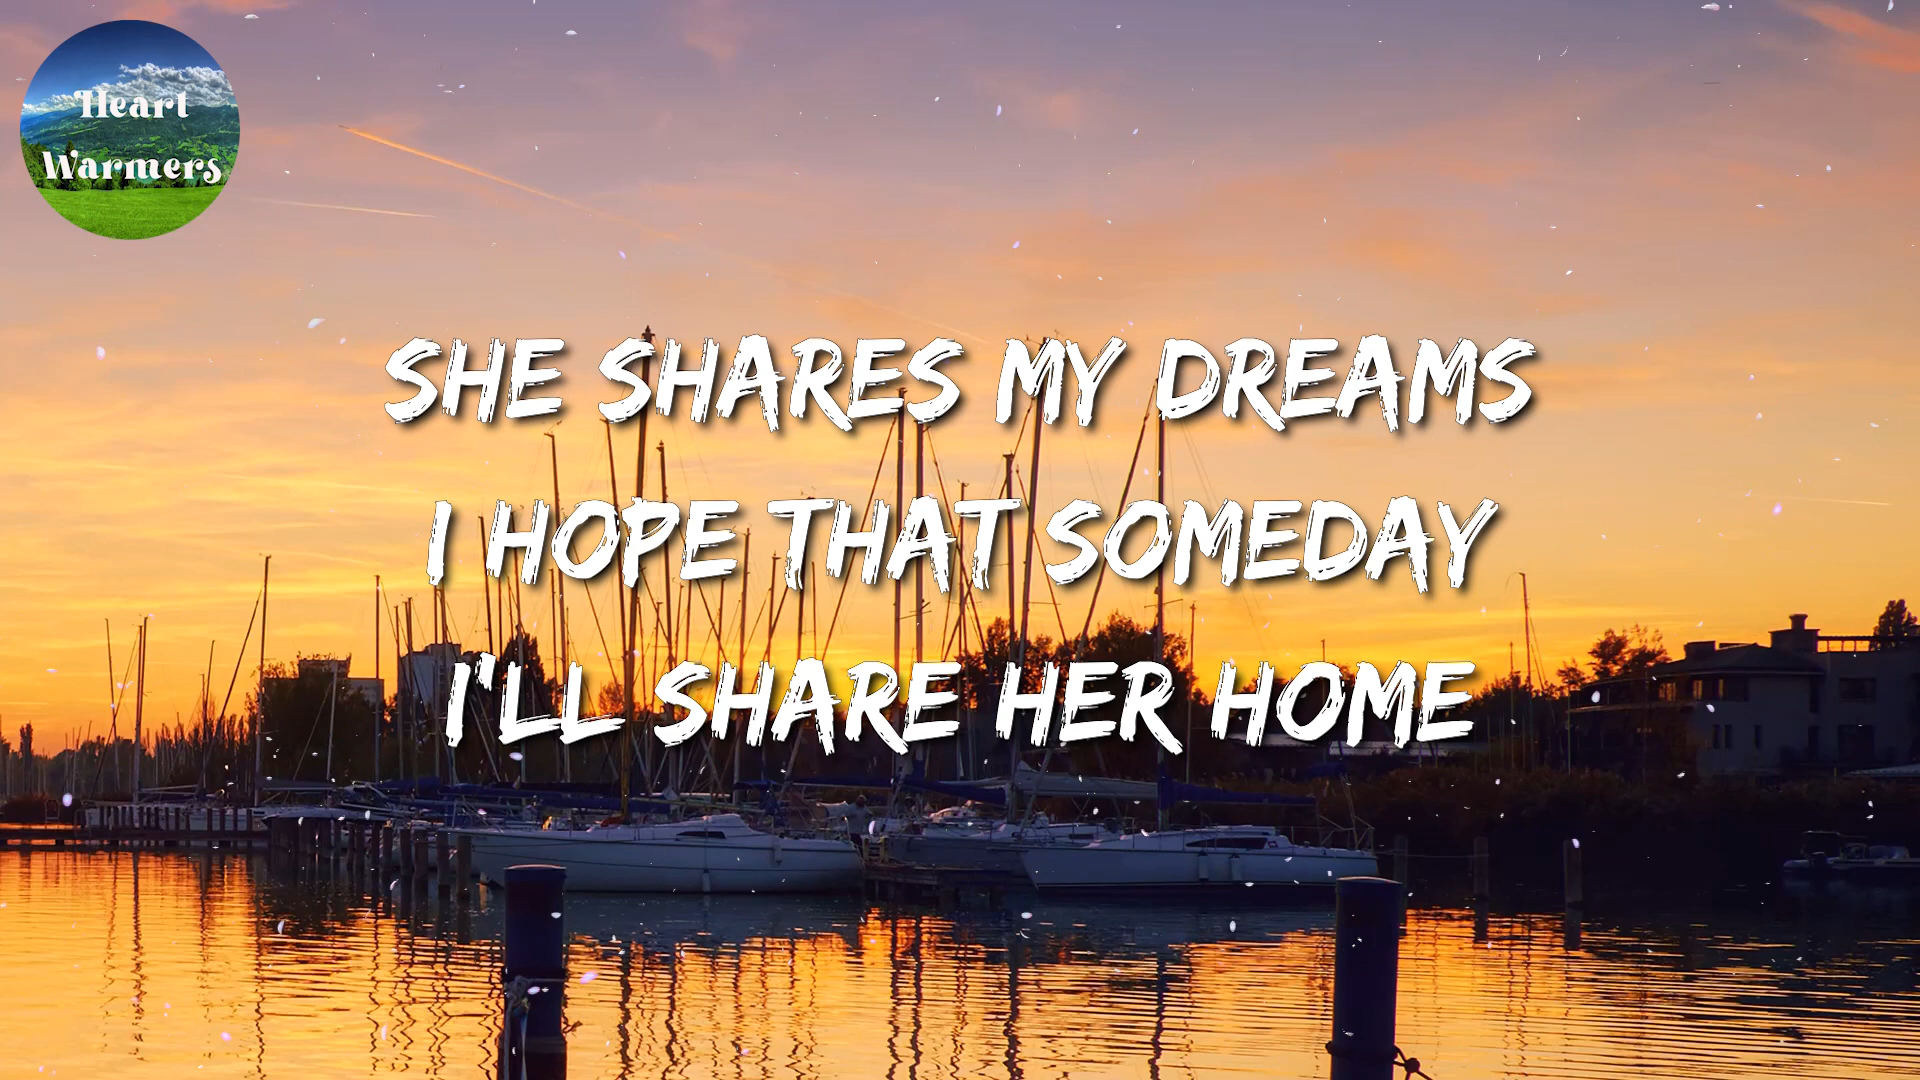 Heart
Warmers
SHE SHARES MY DREAMS
I HOPE THAT SOMEDAY
I'LL SHARE HER HOME